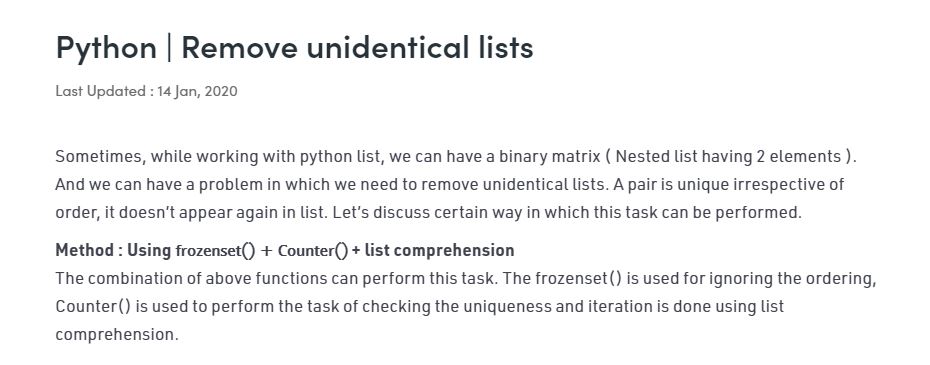 Python | Remove unidentical lists
Last Updated : 14 Jan, 2020
Sometimes, while working with python list, we can have a binary matrix ( Nested list having 2 elements ).
And we can have a problem in which we need to remove unidentical lists. A pair is unique irrespective of
order, it doesn’t appear again in list. Let’s discuss certain way in which this task can be performed.
Method : Using frozenset() + Counter() + list comprehension
The combination of above functions can perform this task. The frozenset() is used for ignoring the ordering,
Counter() is used to perform the task of checking the uniqueness and iteration is done using list
comprehension.